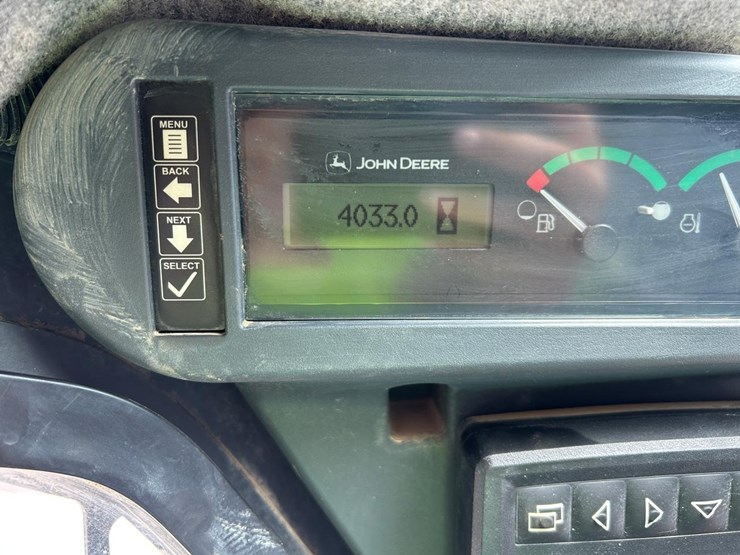 MENU
BACK
NEXT
SELECT
JOHN DEERE
4033.0